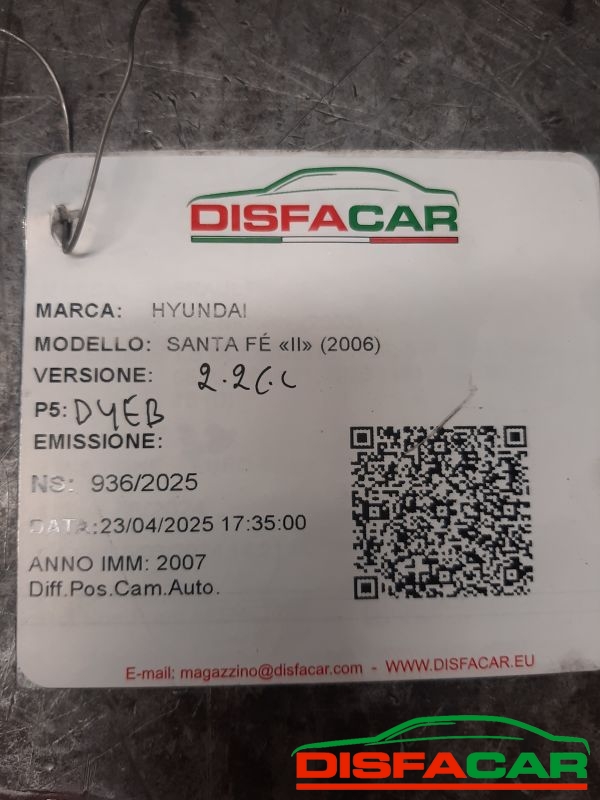 DISFACAR
MARCA: HYUNDAI
MODELLO: SANTA FÉ «II» (2006)
VERSIONE: 2.2 C.C
P5: D4EB
EMISSIONE:
NS: 936/2025
DATA:23/04/2025 17:35:00
ANNO IMM: 2007
Diff.Pos.Cam.Auto.
E-mail: magazzino@disfacar.com - WWW.DISFACAR.EU
DISFACAR